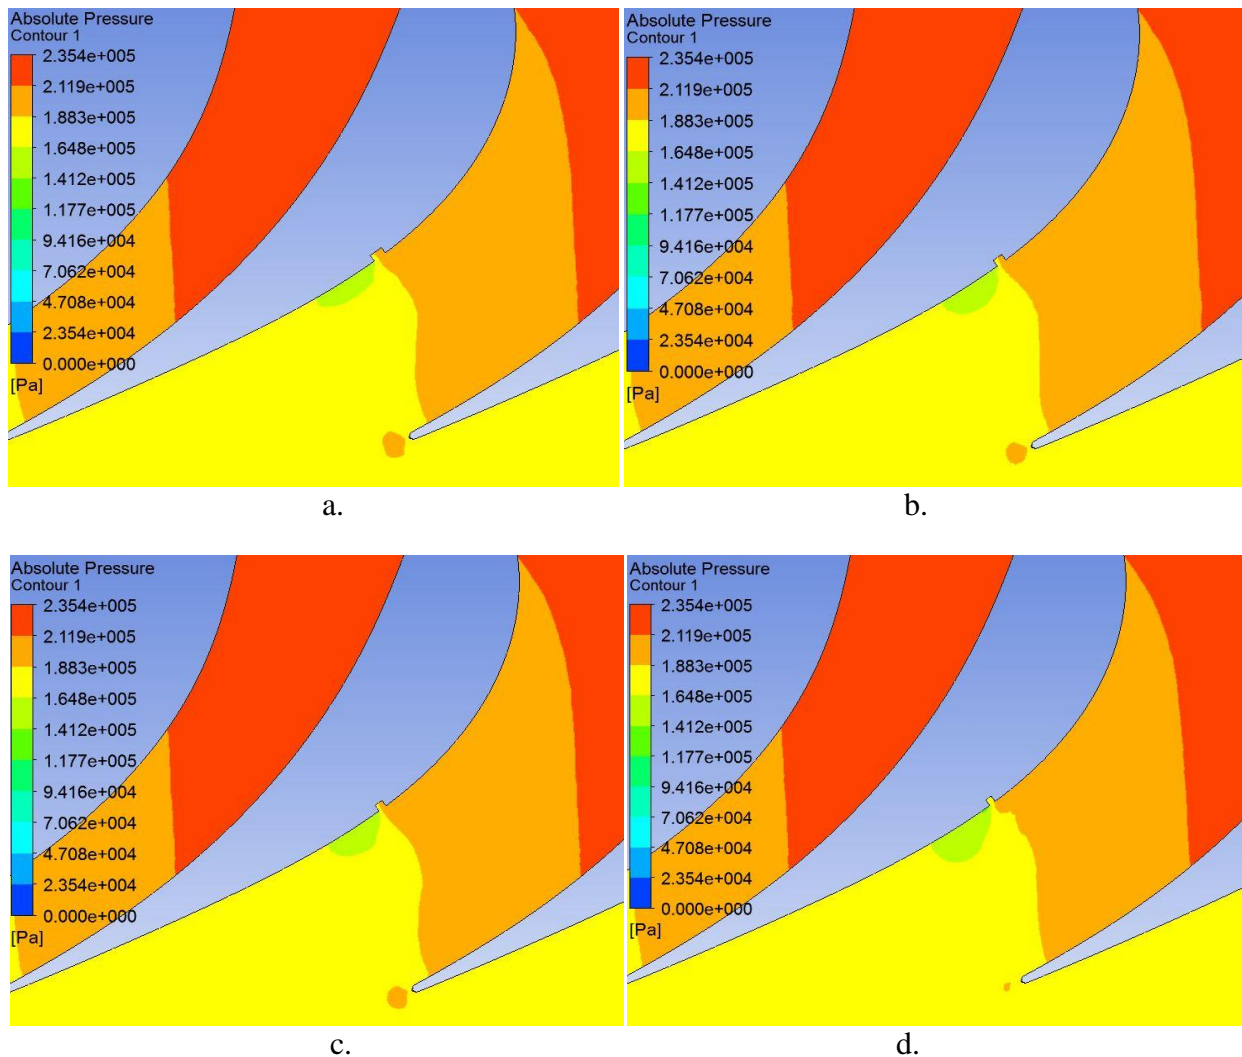 Absolute Pressure
Contour 1
2.354e+005
2.119e+005
1.883e+005
1.648e+005
1.412e+005
1.177e+005
9.416e+004
7.062e+004
4.708e+004
2.354e+004
0.000e+000
[Pa]
a.
Absolute Pressure
Contour 1
2.354e+005
2.119e+005
1.883e+005
1.648e+005
1.412e+005
1.177e+005
9.416e+004
7.062e+004
4.708e+004
2.354e+004
0.000e+000
[Pa]
b.
Absolute Pressure
Contour 1
2.354e+005
2.119e+005
1.883e+005
1.648e+005
1.412e+005
1.177e+005
9.416e+004
7.062e+004
4.708e+004
2.354e+004
0.000e+000
[Pa]
c.
Absolute Pressure
Contour 1
2.354e+005
2.119e+005
1.883e+005
1.648e+005
1.412e+005
1.177e+005
9.416e+004
7.062e+004
4.708e+004
2.354e+004
0.000e+000
[Pa]
d.